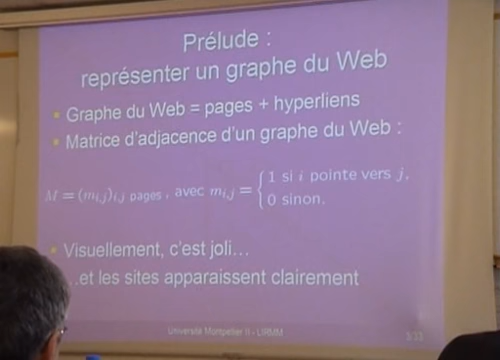 Prélude :
représenter un graphe du Web
Graphe du Web = pages + hyperliens
Matrice d'adjacence d'un graphe du Web :
M = (mi,j)i,j pages , avec mi,j = { 1 si i pointe vers j,
0 sinon.
Visuellement, c'est joli…
…et les sites apparaissent clairement
Université Montpellier II - LIRMM
3/33